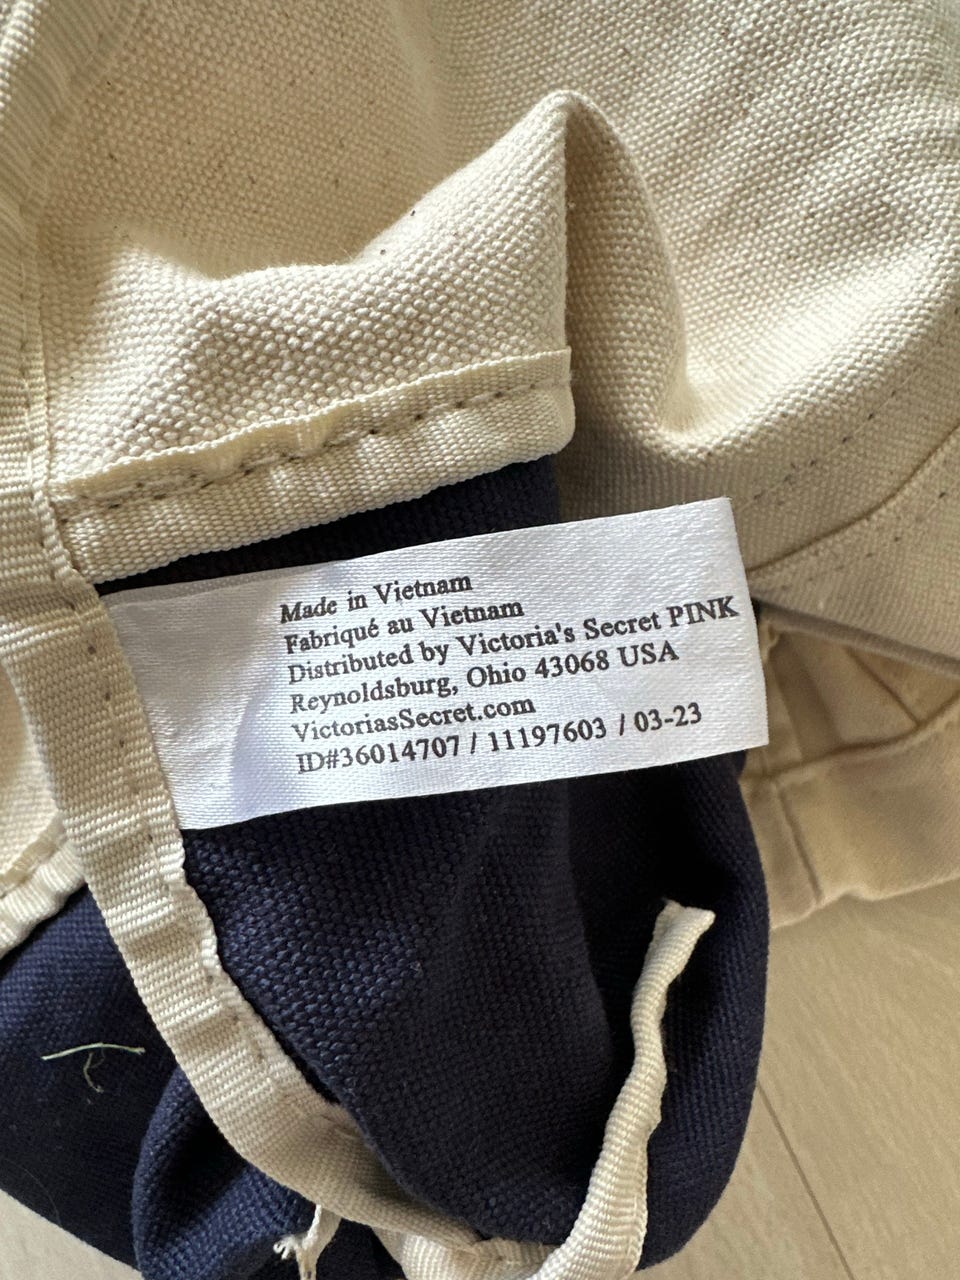 Made in Vietnam
Fabriqué au Vietnam
Distributed by Victoria's Secret PINK
Reynoldsburg, Ohio 43068 USA
VictoriasSecret.com
ID#36014707 / 11197603 / 03-23